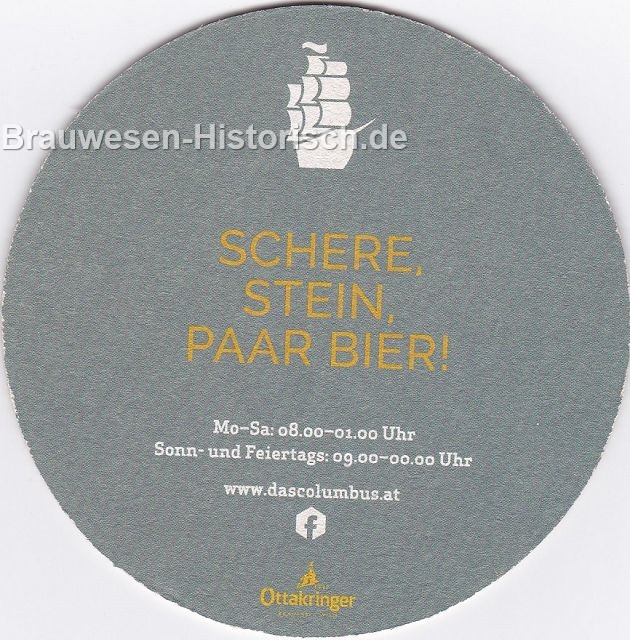 Brauwesen-Historisch.de
SCHERE,
STEIN,
PAAR BIER!
Mo–Sa: 08.00–01.00 Uhr
Sonn- und Feiertags: 09.00–00.00 Uhr
www.dascolumbus.at
f
Ottakringer